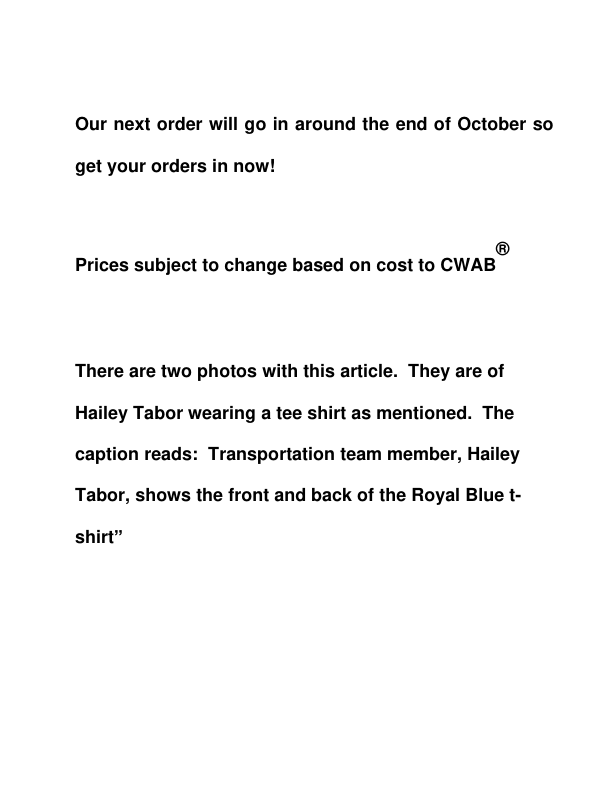 Our next order will go in around the end of October so
get your orders in now!
Prices subject to change based on cost to CWAB®
There are two photos with this article.  They are of
Hailey Tabor wearing a tee shirt as mentioned.  The
caption reads:  Transportation team member, Hailey
Tabor, shows the front and back of the Royal Blue t-
shirt”